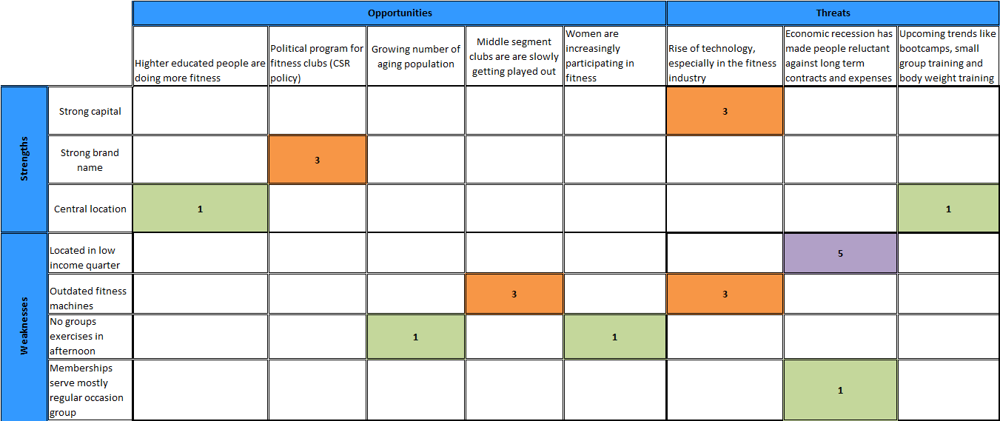 Opportunities
Threats
Highter educated people are
doing more fitness
Political program for
fitness clubs (CSR
policy)
Growing number of
aging population
Middle segment
clubs are are slowly
getting played out
Women are
increasingly
participating in
fitness
Rise of technology,
especially in the fitness
industry
Economic recession has
made people reluctant
against long term
contracts and expenses
Upcoming trends like
bootcamps, small
group training and
body weight training
Strengths
Strong capital
3
Strong brand
name
3
Central location
1
1
Weaknesses
Located in low
income quarter
5
Outdated fitness
machines
3
3
No groups
exercises in
afternoon
1
1
Memberships
serve mostly
regular occasion
group
1